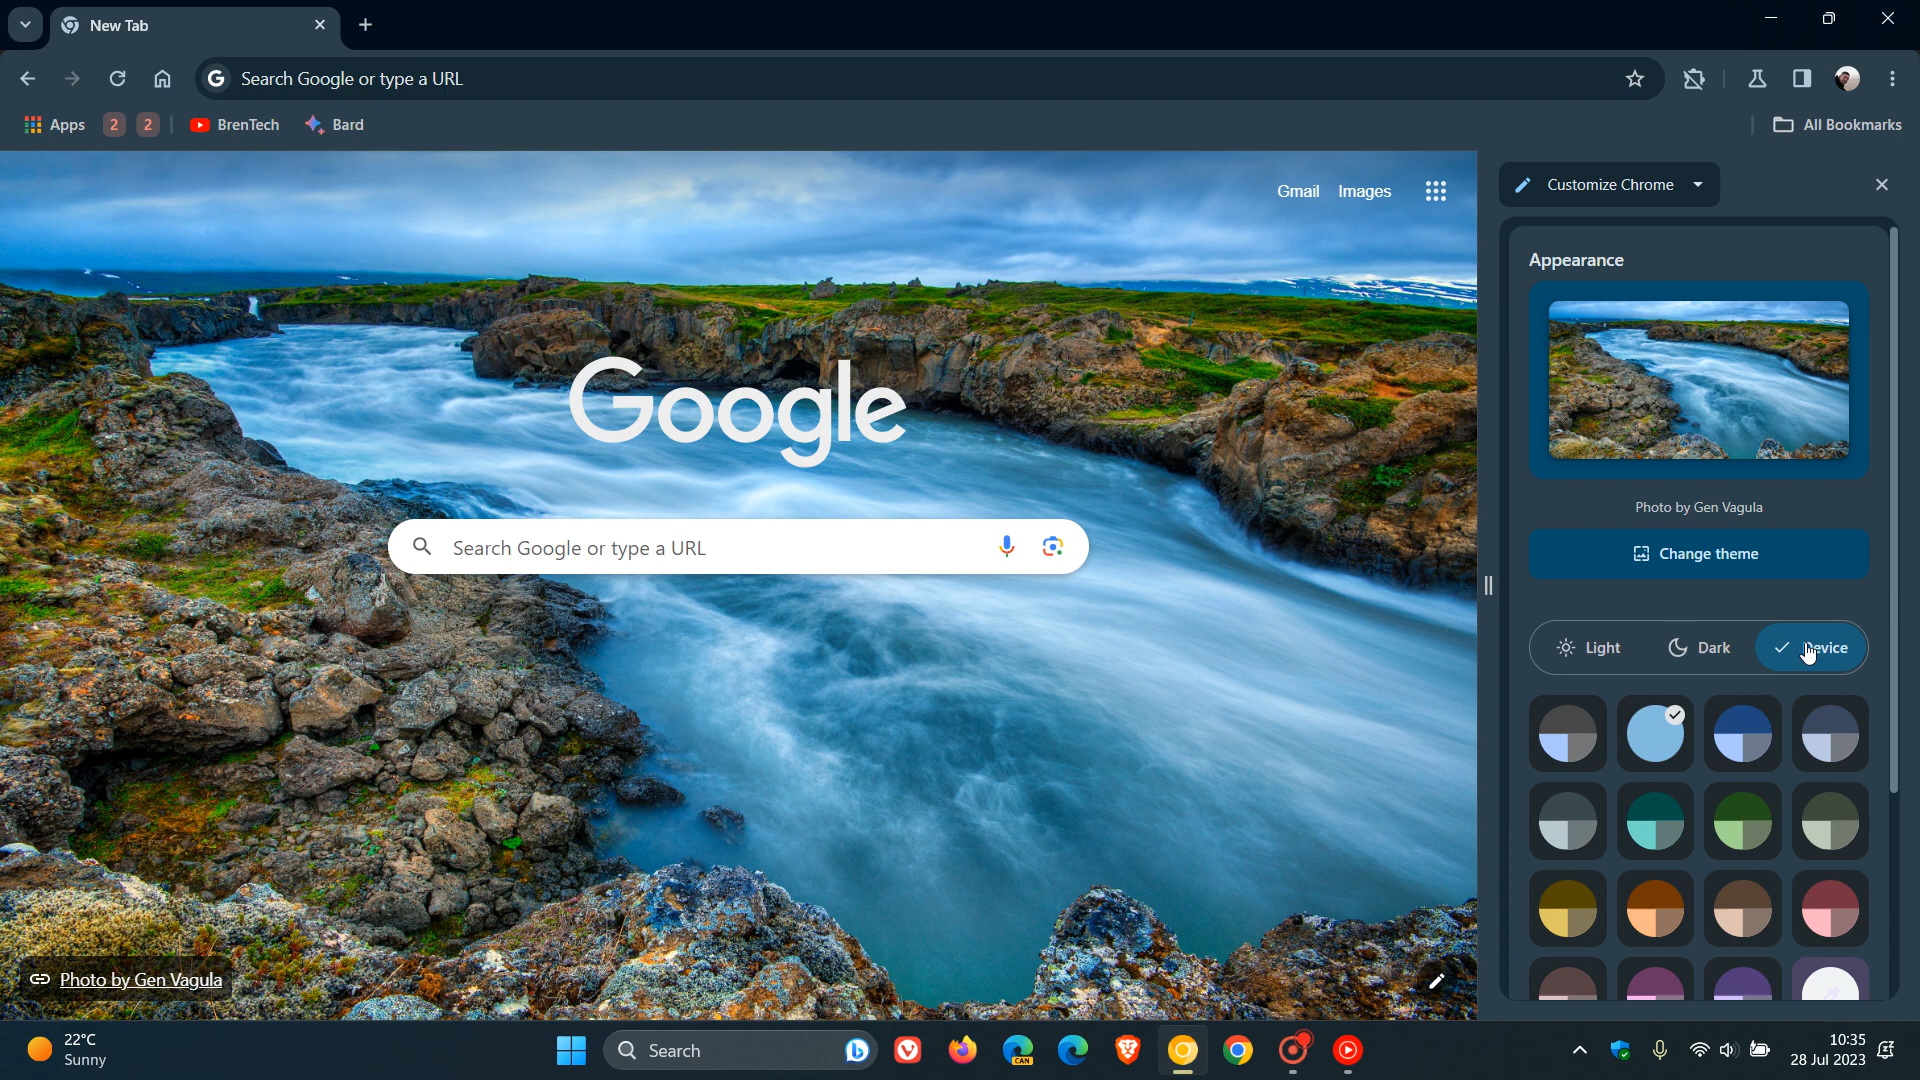 New Tab
Search Google or type a URL
Apps
2
2
BrenTech
Bard
All Bookmarks
Gmail
Images
Customize Chrome
Appearance
Google
Search Google or type a URL
Photo by Gen Vagula
Change theme
Light
Dark
Device
Photo by Gen Vagula
22°C
Sunny
Search
CAN
10:35
28 Jul 2023